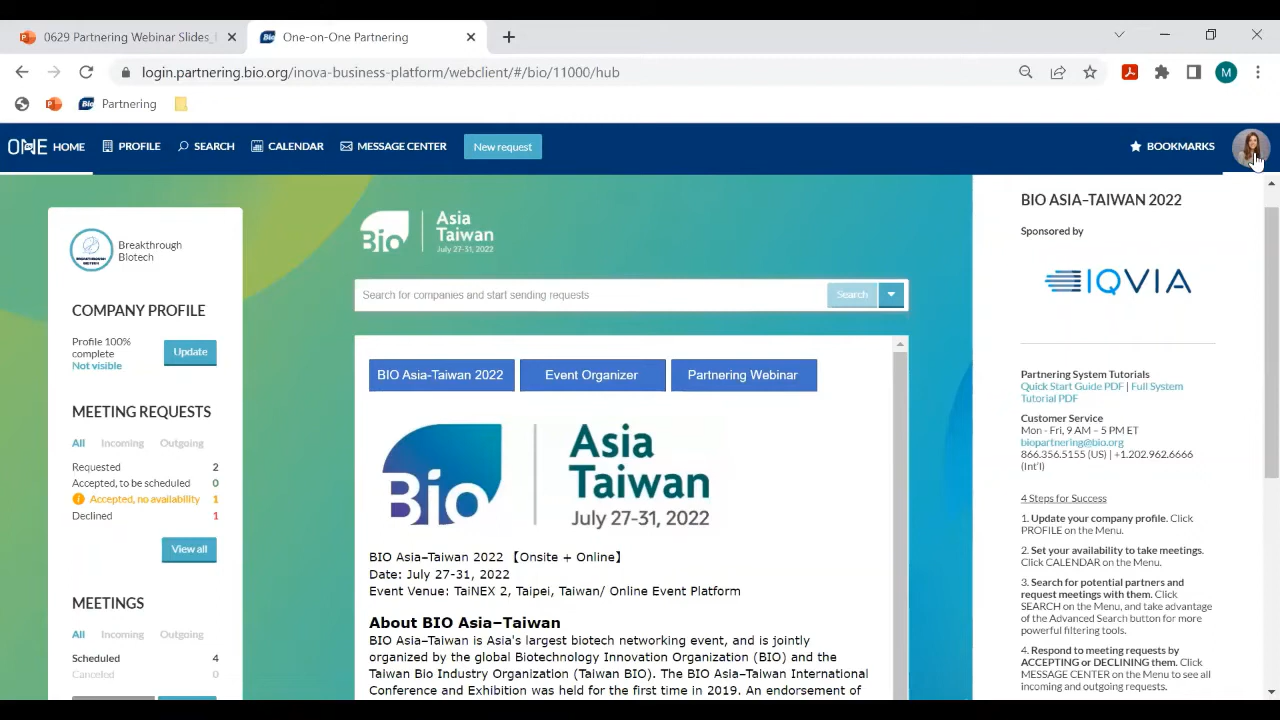 0629 Partnering Webinar Slides_
One-on-One Partnering
login.partnering.bio.org/inova-business-platform/webclient/#/bio/11000/hub
M
Bio Partnering
ONE HOME PROFILE SEARCH CALENDAR MESSAGE CENTER New request BOOKMARKS
Breakthrough
Biotech
COMPANY PROFILE
Profile 100%
complete
Not visible
Update
MEETING REQUESTS
All Incoming Outgoing
Requested 2
Accepted, to be scheduled 0
Accepted, no availability 1
Declined 1
View all
MEETINGS
All Incoming Outgoing
Scheduled 4
Canceled 0
Bio
Asia
Taiwan
July 27-31, 2022
Search for companies and start sending requests Search
BIO Asia-Taiwan 2022 Event Organizer Partnering Webinar
Bio
Asia
Taiwan
July 27-31, 2022
BIO Asia–Taiwan 2022 【Onsite + Online】
Date: July 27-31, 2022
Event Venue: TaiNEX 2, Taipei, Taiwan/ Online Event Platform
About BIO Asia–Taiwan
BIO Asia–Taiwan is Asia's largest biotech networking event, and is jointly
organized by the global Biotechnology Innovation Organization (BIO) and the
Taiwan Bio Industry Organization (Taiwan BIO). The BIO Asia–Taiwan International
Conference and Exhibition was held for the first time in 2019. An endorsement of
BIO ASIA–TAIWAN 2022
Sponsored by
IQVIA
Partnering System Tutorials
Quick Start Guide PDF | Full System
Tutorial PDF
Customer Service
Mon - Fri, 9 AM – 5 PM ET
biopartnering@bio.org
866.356.5155 (US) | +1.202.962.6666
(Int'l)
4 Steps for Success
1. Update your company profile. Click
PROFILE on the Menu.
2. Set your availability to take meetings.
Click CALENDAR on the Menu.
3. Search for potential partners and
request meetings with them. Click
SEARCH on the Menu, and take advantage
of the Advanced Search button for more
powerful filtering tools.
4. Respond to meeting requests by
ACCEPTING or DECLINING them. Click
MESSAGE CENTER on the Menu to see all
incoming and outgoing requests.